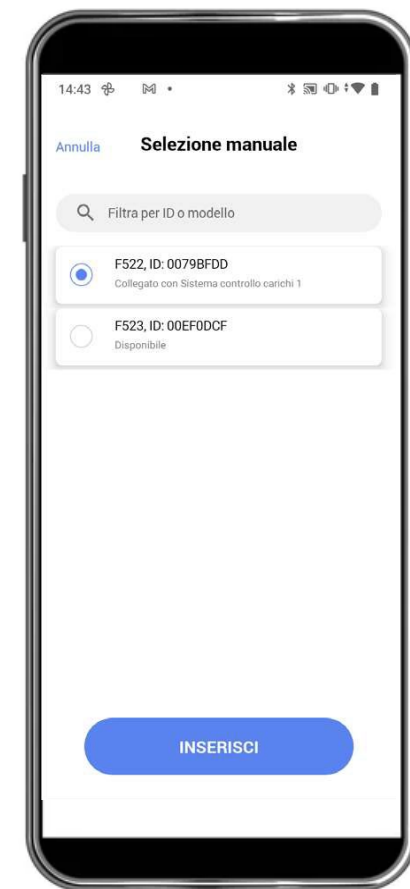 14:43
Annulla
Selezione manuale
Filtra per ID o modello
F522, ID: 0079BFDD
Collegato con Sistema controllo carichi 1
F523, ID: 00EF0DCF
Disponibile
INSERISCI